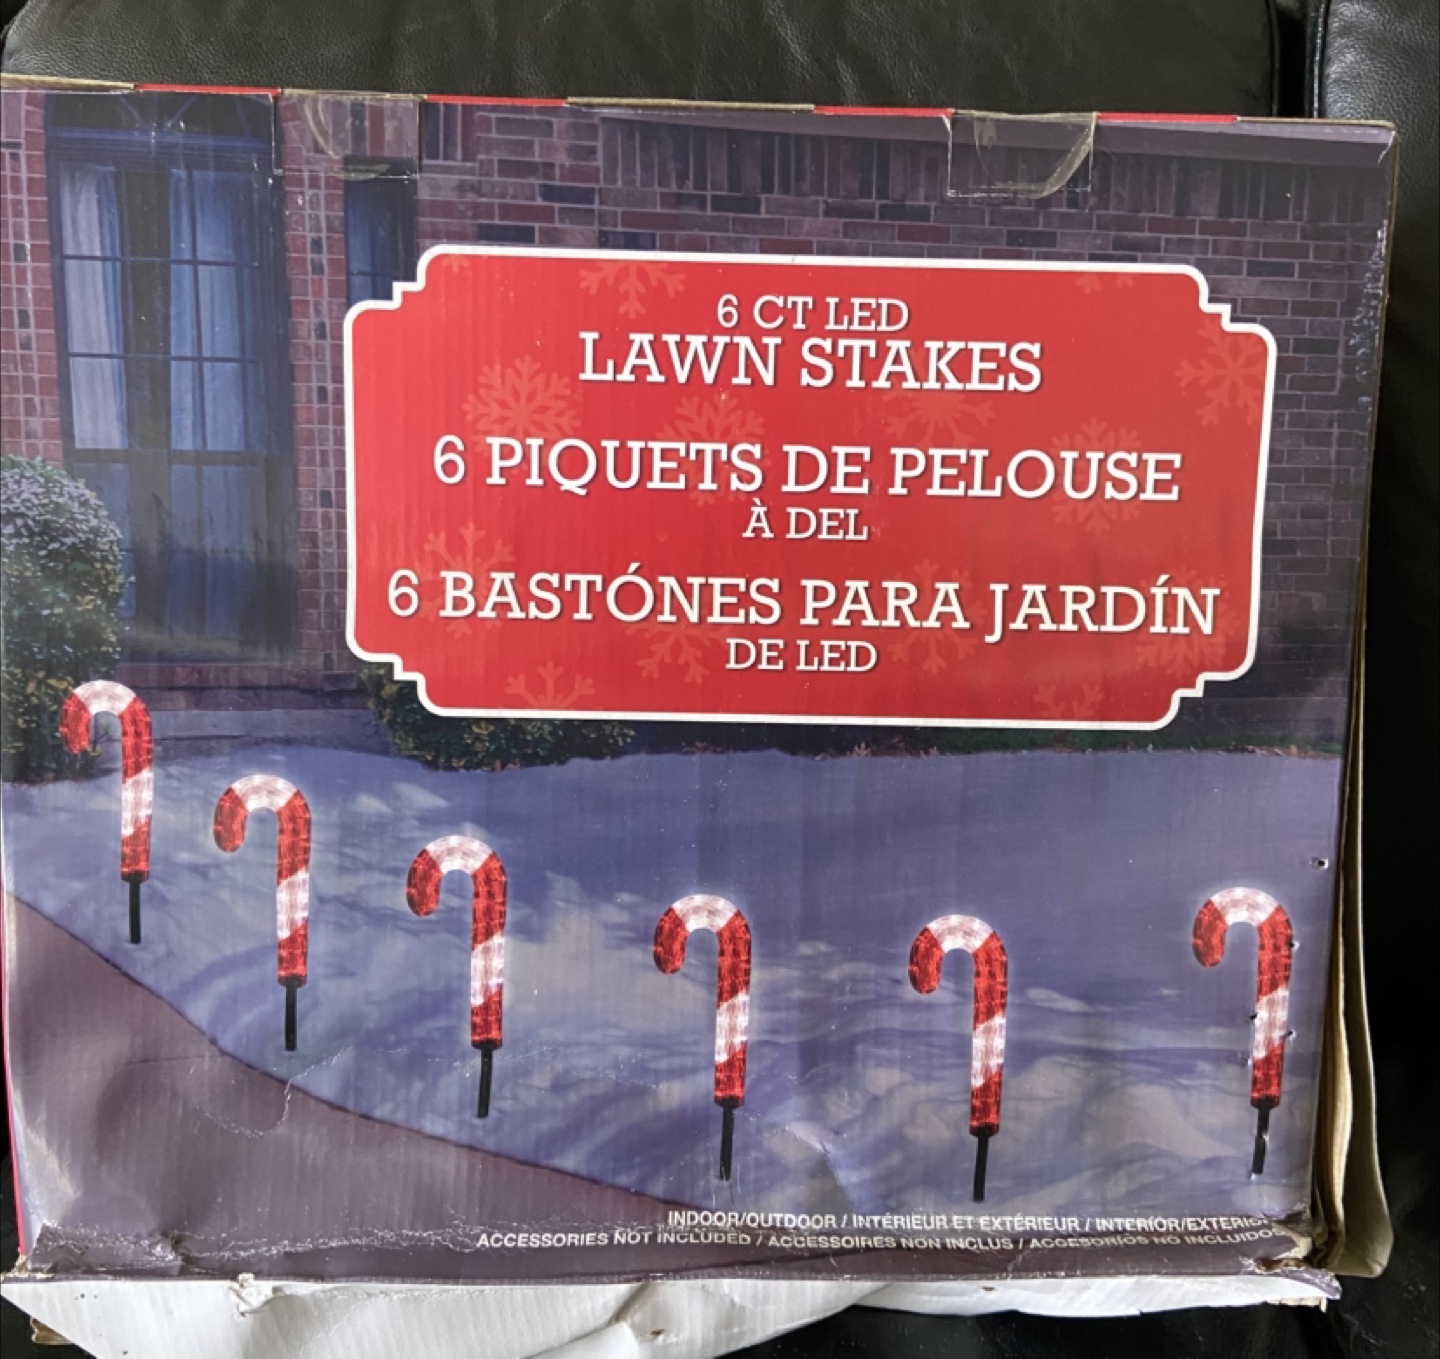 6 CT LED
LAWN STAKES
6 PIQUETS DE PELOUSE
À DEL
6 BASTÓNES PARA JARDÍN
DE LED
INDOOR/OUTDOOR / INTÉRIEUR ET EXTÉRIEUR / INTERÍOR/EXTERIOR
ACCESSORIES NOT INCLUDED / ACCESSOIRES NON INCLUS / ACCESORIOS NO INCLUIDOS